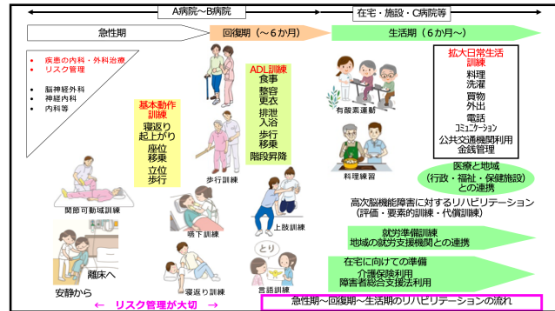 A病院～B病院
在宅・施設・C病院等
急性期
回復期（～６か月）
生活期（６か月～）
・ 疾患の内科・外科治療
・ リスク管理
・ 脳神経外科
・ 神経内科
・ 内科等
基本動作
訓練
寝返り
起上がり
座位
移乗
立位
歩行
関節可動域訓練
離床へ
安静から
← リスク管理が大切 →
歩行訓練
嚥下訓練
寝返り訓練
ADL訓練
食事
整容
更衣
排泄
入浴
歩行
移乗
階段昇降
上肢訓練
とり
言語訓練
有酸素運動
料理練習
拡大日常生活
訓練
料理
洗濯
買物
外出
電話
コミュニケーション
公共交通機関利用
金銭管理
医療と地域
（行政・福祉・保健施設）
との連携
高次脳機能障害に対するリハビリテーション
（評価・要素的訓練・代償訓練）
就労準備訓練
地域の就労支援機関との連携
在宅に向けての準備
介護保険利用
障害者総合支援法利用
急性期～回復期～生活期のリハビリテーションの流れ